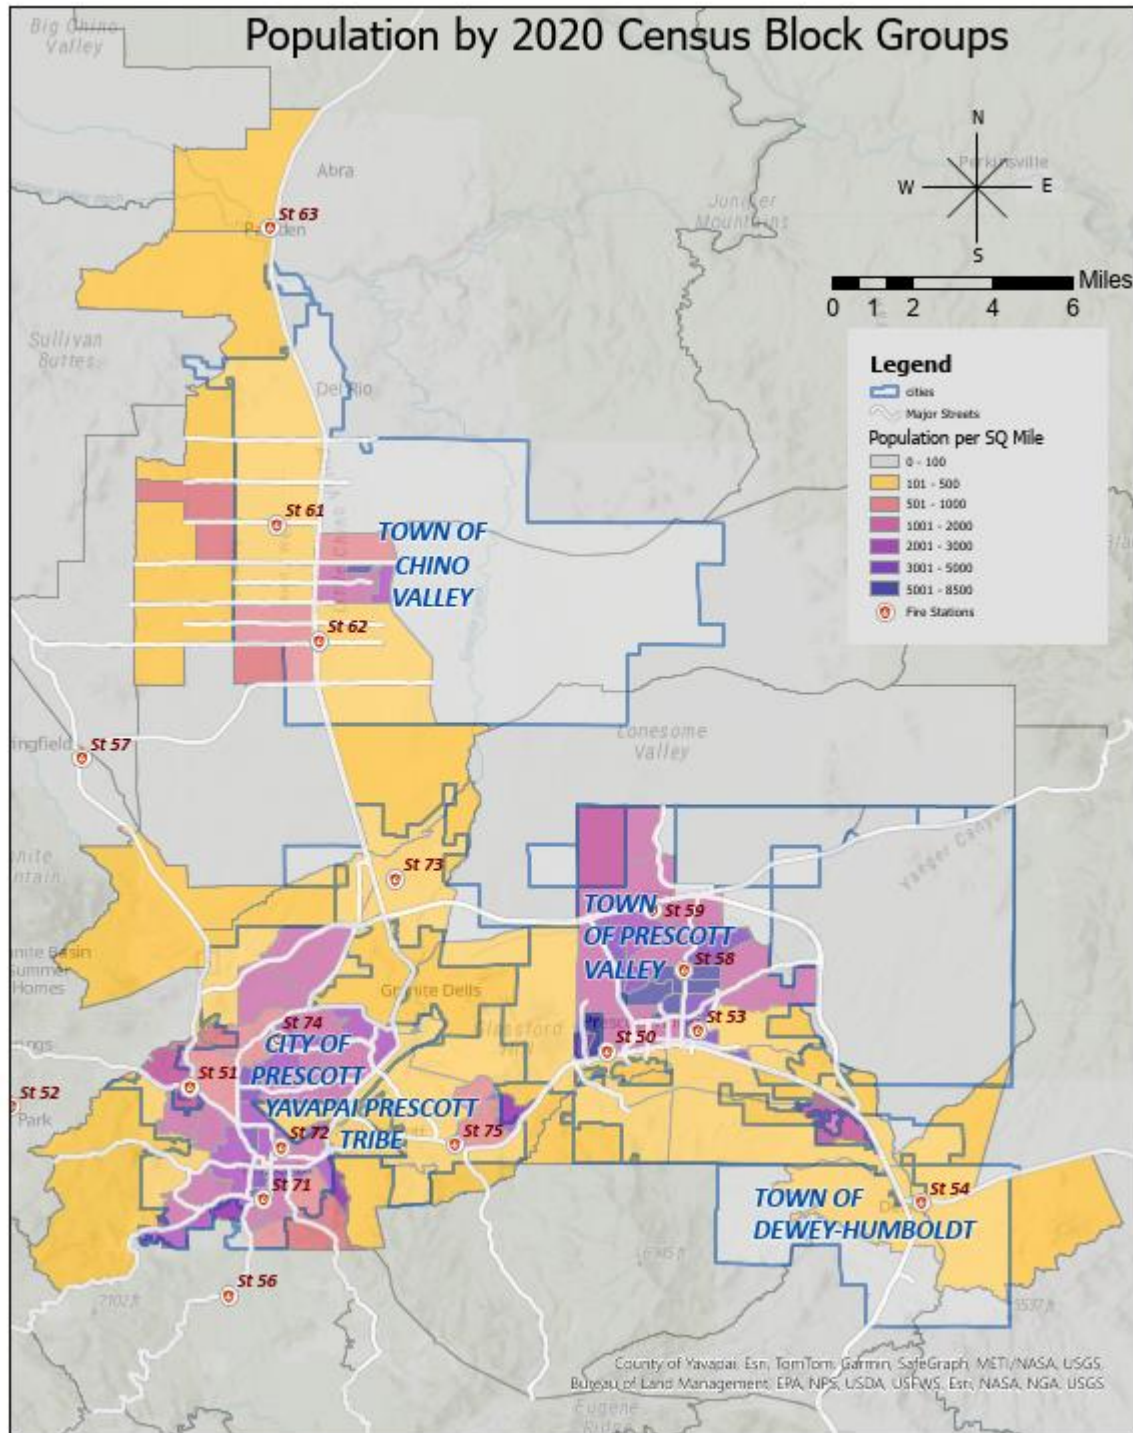 Population by 2020 Census Block Groups
Big Chino
Valley
N
W
E
S
Perkinsville
Abra
Juniper
Mountains
St 63
Miles
0 1 2 4 6
Sullivan
Buttes
Del Rio
Legend
cities
Major Streets
Population per SQ Mile
0 - 100
101 - 500
501 - 1000
1001 - 2000
2001 - 3000
3001 - 5000
5001 - 8500
Fire Stations
St 61
TOWN OF
CHINO
VALLEY
St 62
St 57
Lonesome
Valley
St 73
TOWN
OF PRESCOTT
VALLEY
St 59
St 58
Summer
Homes
Granite Dells
St 74
St 53
St 50
CITY OF
PRESCOTT
YAVAPAI PRESCOTT
TRIBE
St 51
St 52
Park
St 72
St 75
St 71
TOWN OF
DEWEY-HUMBOLDT
St 54
St 56
County of Yavapai, Esri, TomTom, Garmin, SafeGraph, METI/NASA, USGS,
Bureau of Land Management, EPA, NPS, USDA, USFWS, Esri, NASA, NGA, USGS
Eugene
Ridge